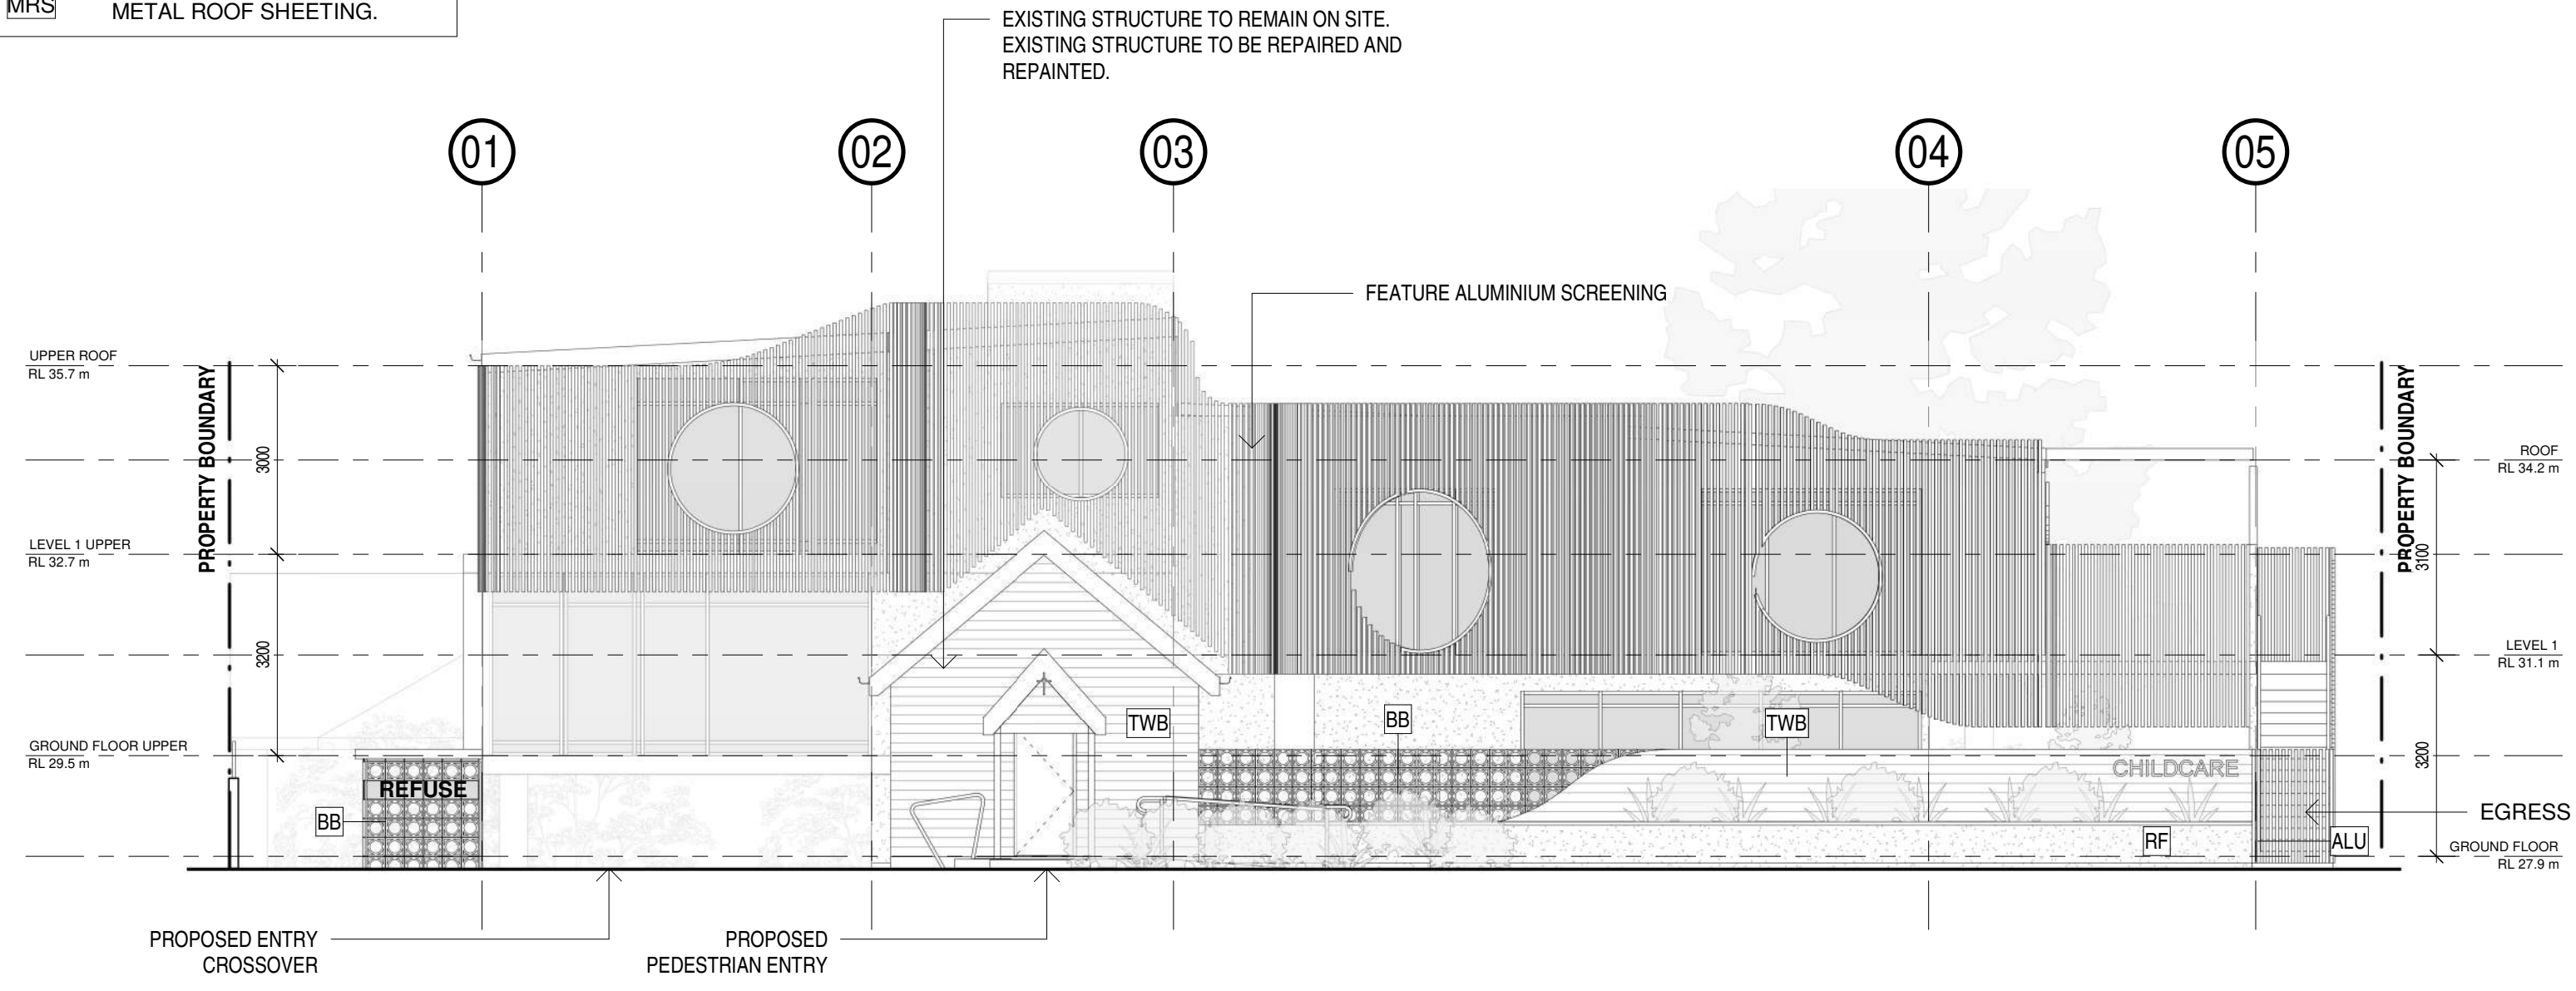 MRS
METAL ROOF SHEETING.
EXISTING STRUCTURE TO REMAIN ON SITE.
EXISTING STRUCTURE TO BE REPAIRED AND
REPAINTED.
01
02
03
04
05
FEATURE ALUMINIUM SCREENING
UPPER ROOF
RL 35.7 m
PROPERTY BOUNDARY
3000
PROPERTY BOUNDARY
ROOF
RL 34.2 m
LEVEL 1 UPPER
RL 32.7 m
3100
3200
LEVEL 1
RL 31.1 m
TWB
BB
TWB
GROUND FLOOR UPPER
RL 29.5 m
3200
CHILDCARE
REFUSE
BB
EGRESS
RF
ALU
GROUND FLOOR
RL 27.9 m
PROPOSED ENTRY
CROSSOVER
PROPOSED
PEDESTRIAN ENTRY